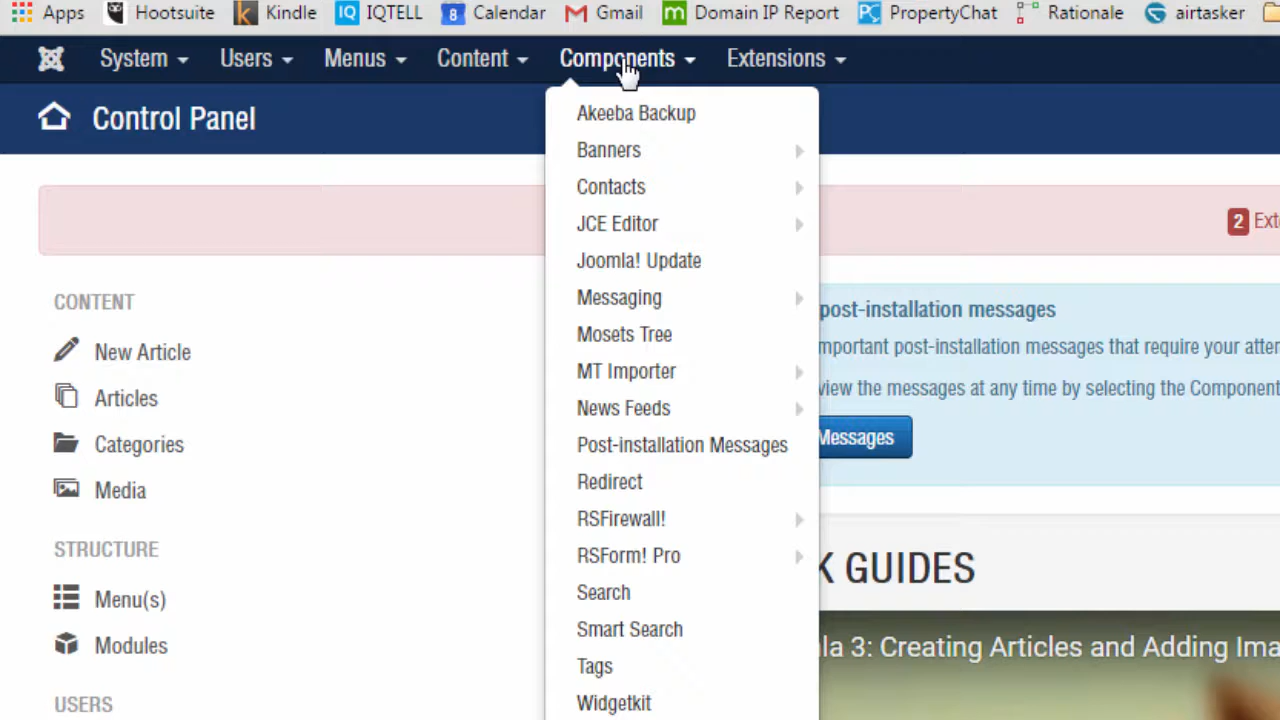 Apps Hootsuite Kindle IQTELL 8 Calendar Gmail Domain IP Report PropertyChat Rationale airtasker
System Users Menus Content Components Extensions
Control Panel
Akeeba Backup
Banners
Contacts
JCE Editor
Joomla! Update
Messaging
Mosets Tree
MT Importer
News Feeds
Post-installation Messages
Redirect
RSFirewall!
RSForm! Pro
Search
Smart Search
Tags
Widgetkit
2 Ext
CONTENT
New Article
Articles
Categories
Media
STRUCTURE
Menu(s)
Modules
USERS
post-installation messages
mportant post-installation messages that require your atten
view the messages at any time by selecting the Component
Messages
K GUIDES
la 3: Creating Articles and Adding Ima